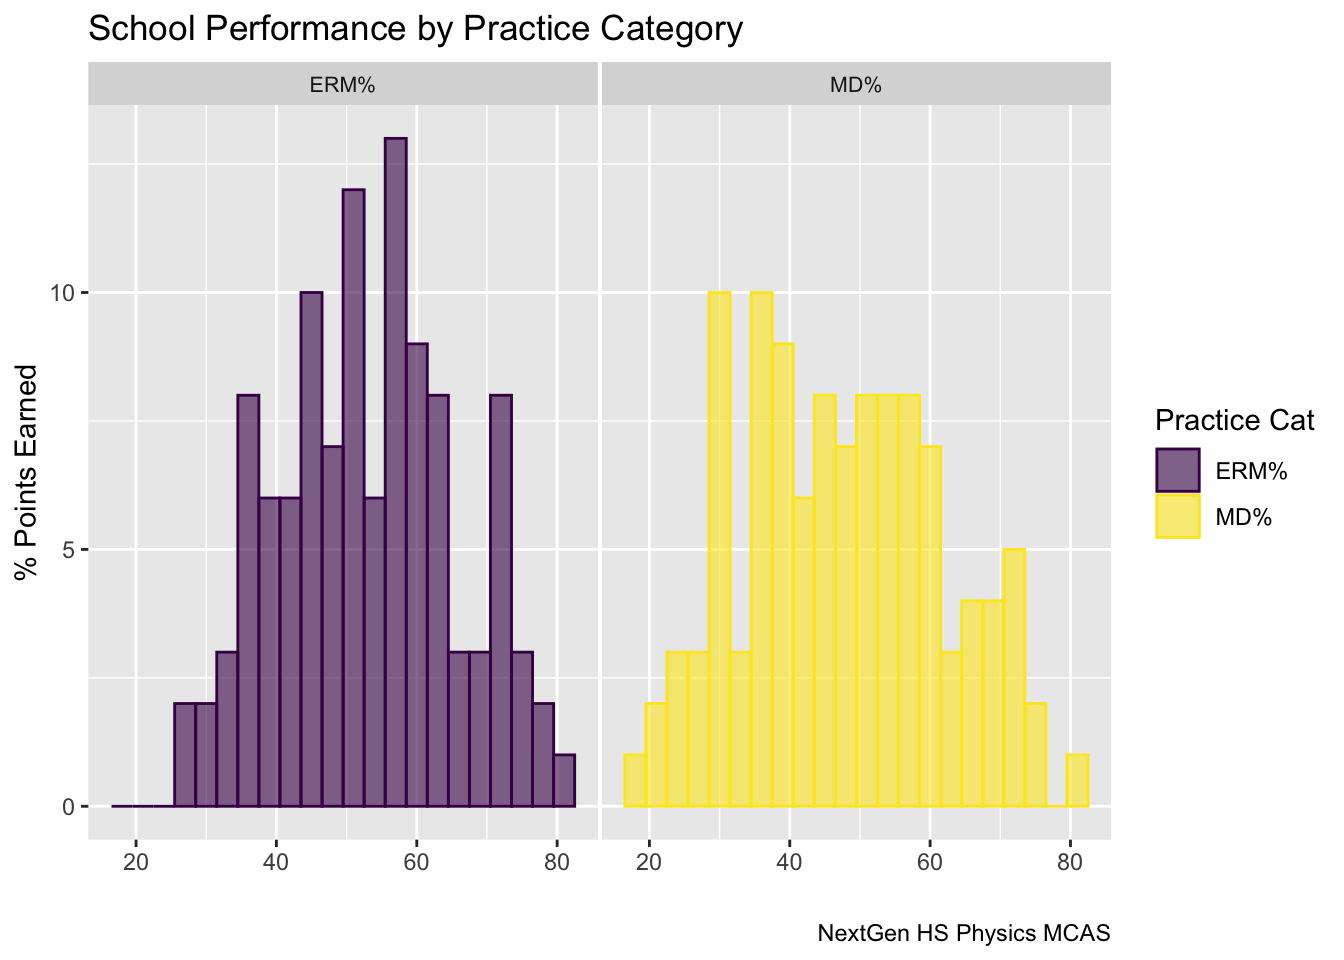 School Performance by Practice Category
ERM%
MD%
% Points Earned
10
5
0
20
40
60
80
20
40
60
80
Practice Cat
ERM%
MD%
NextGen HS Physics MCAS